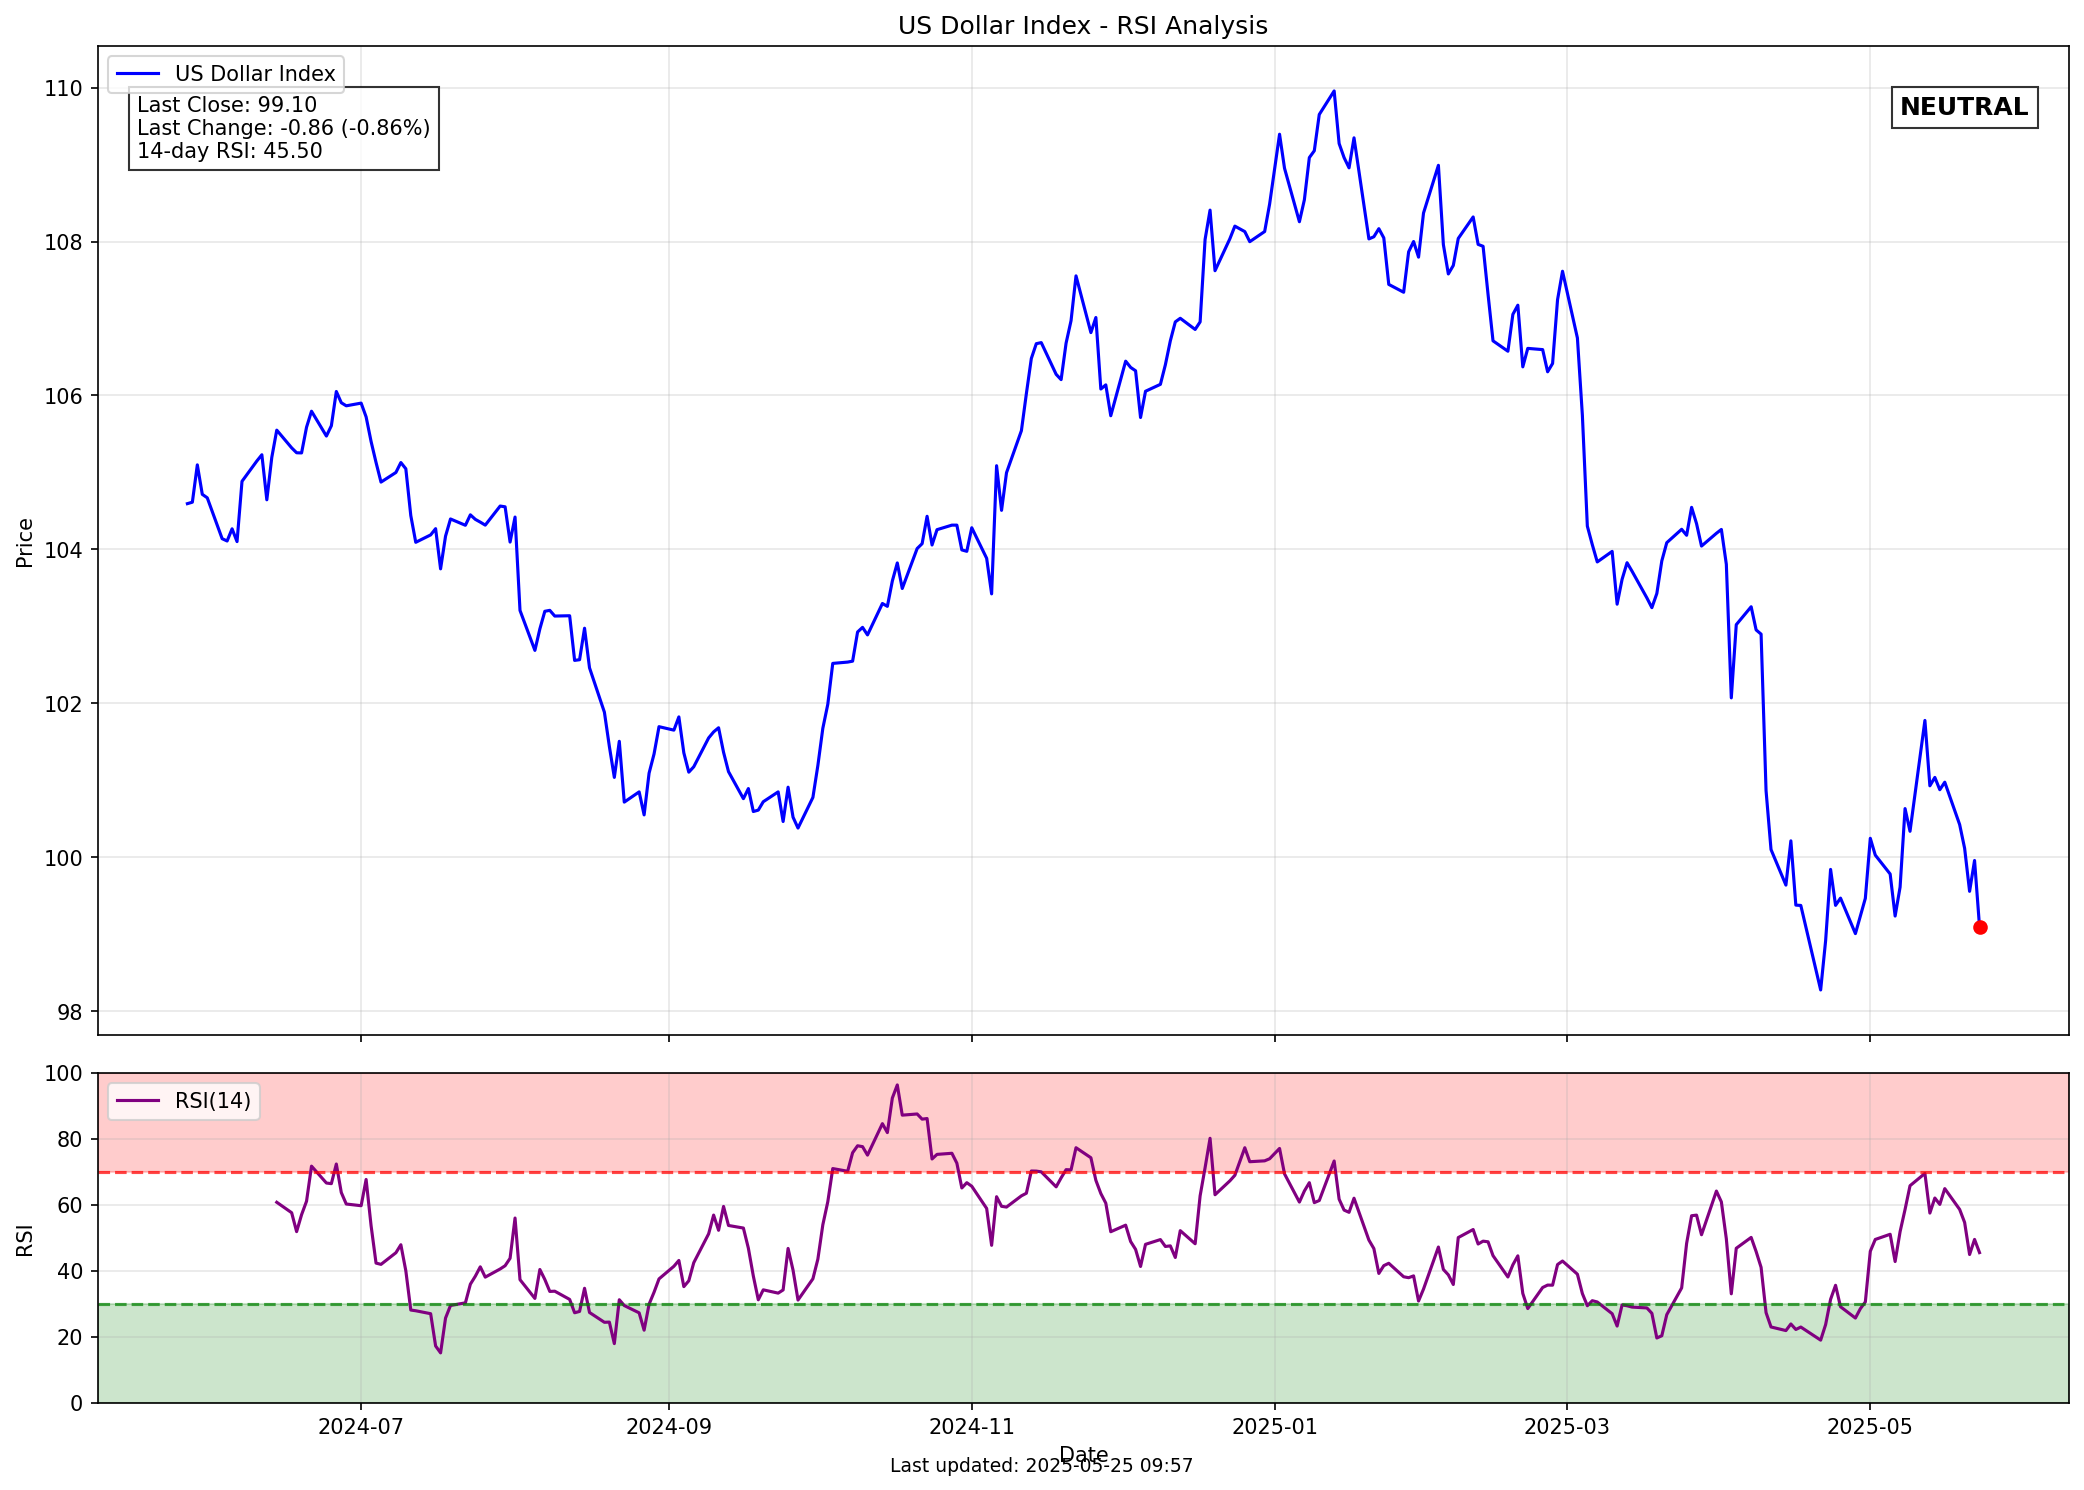 US Dollar Index - RSI Analysis
US Dollar Index
Last Close: 99.10
Last Change: -0.86 (-0.86%)
14-day RSI: 45.50
NEUTRAL
Price
110
108
106
104
102
100
98
RSI(14)
RSI
100
80
60
40
20
0
2024-07
2024-09
2024-11
2025-01
2025-03
2025-05
Date
Last updated: 2025-05-25 09:57